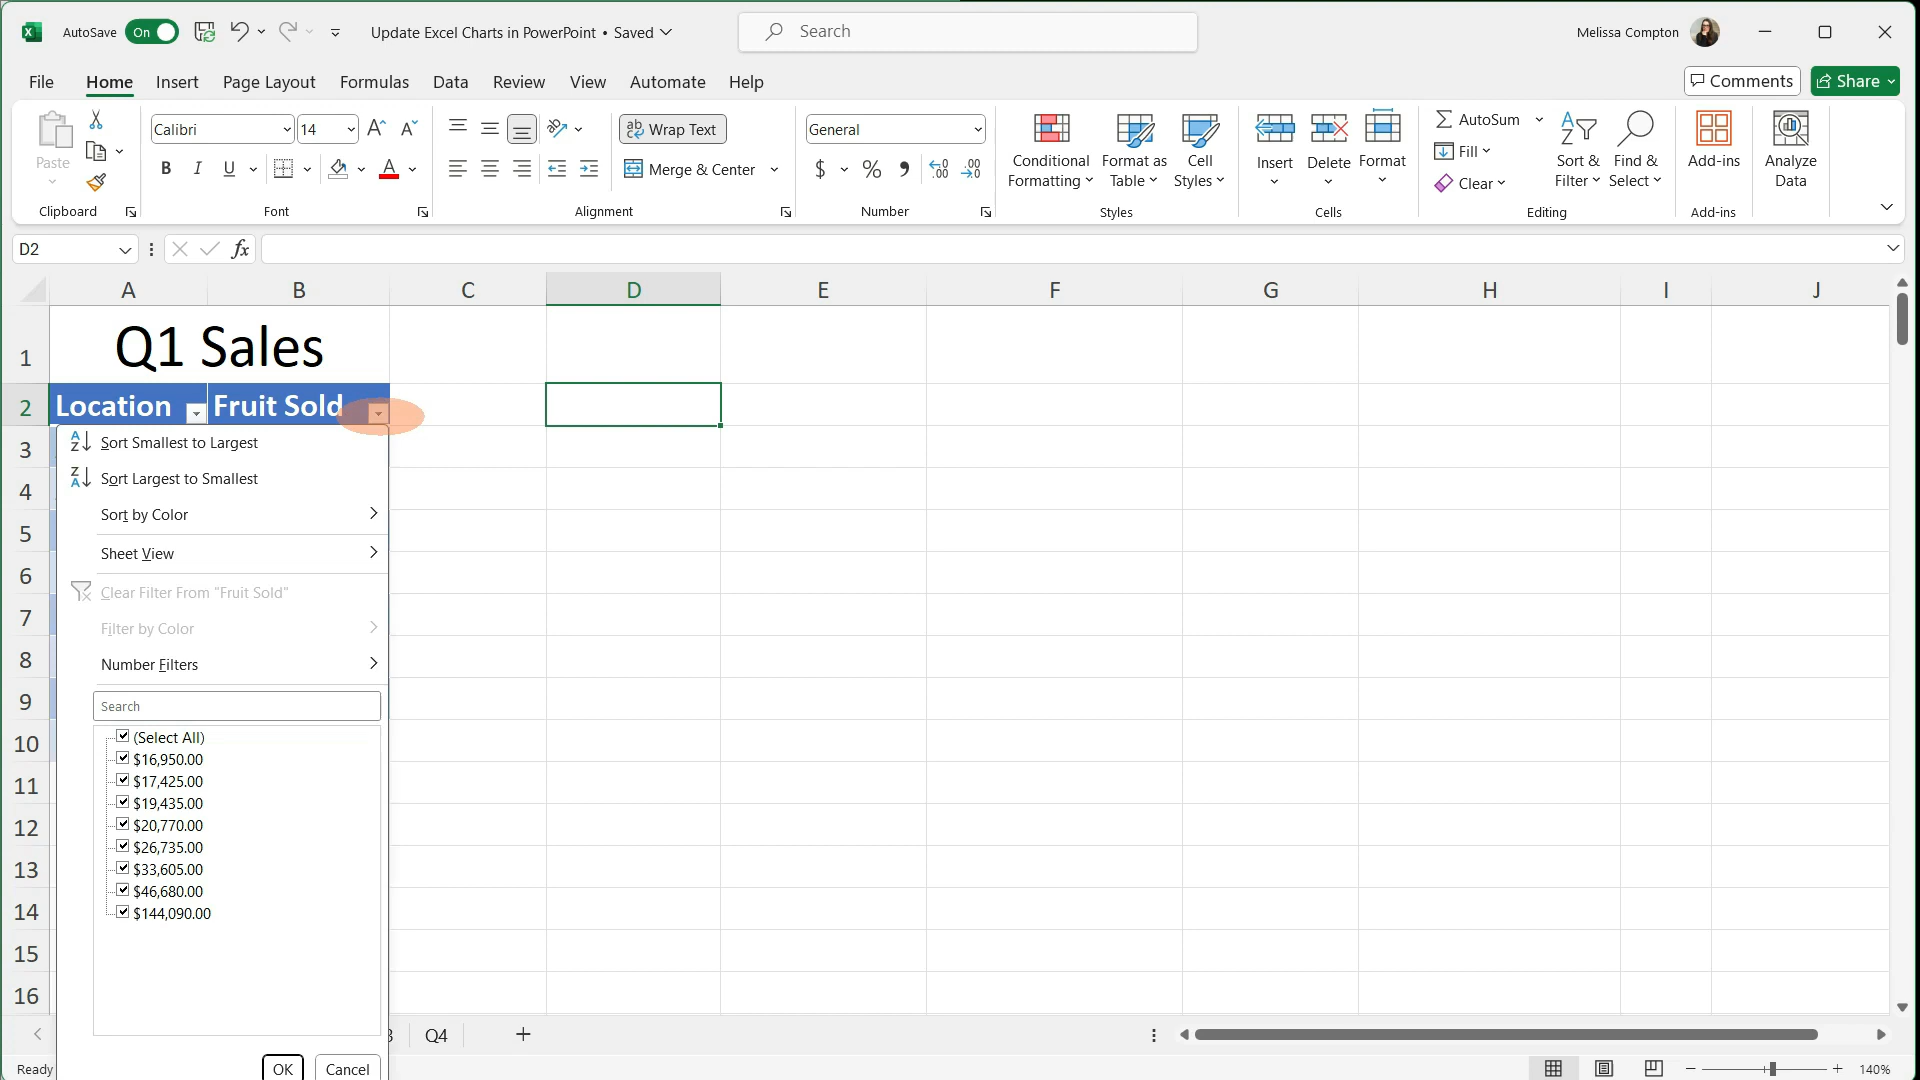 AutoSave On Update Excel Charts in PowerPoint • Saved Search Melissa Compton
File Home Insert Page Layout Formulas Data Review View Automate Help Comments Share
Paste
Calibri 14
Wrap Text
General
B I U A
Merge & Center
$ % 9 .00 .00
Conditional Formatting
Format as Table
Cell Styles
Insert Delete Format
AutoSum
Fill
Clear
Sort & Filter
Find & Select
Add-ins
Analyze Data
Clipboard Font Alignment Number Styles Cells Editing Add-ins
D2 fx
A B C D E F G H I J
1 Q1 Sales
2 Location Fruit Sold
3
4
5
6
7
8
9
10
11
12
13
14
15
16
Sort Smallest to Largest
Sort Largest to Smallest
Sort by Color
Sheet View
Clear Filter From "Fruit Sold"
Filter by Color
Number Filters
Search
(Select All)
$16,950.00
$17,425.00
$19,435.00
$20,770.00
$26,735.00
$33,605.00
$46,680.00
$144,090.00
OK Cancel
Q4 +
Ready 140%